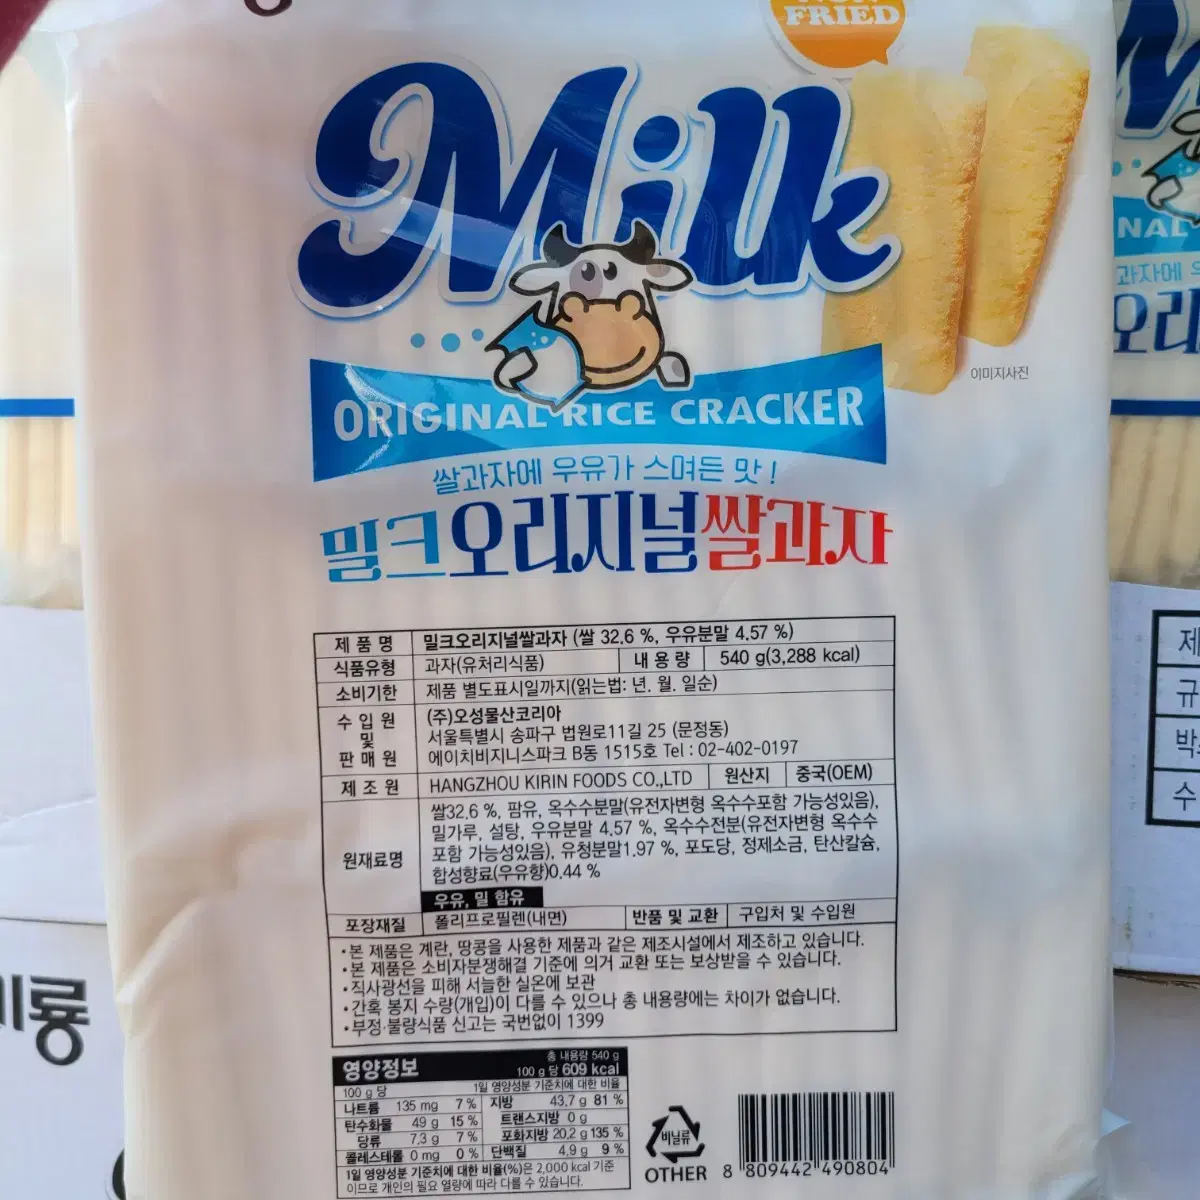 NON
FRIED
Milk
이미지사진
ORIGINAL RICE CRACKER
쌀과자에 우유가 스며든 맛!
밀크오리지널쌀과자
제 품 명 밀크오리지널쌀과자 (쌀 32.6 %, 우유분말 4.57 %)
식품유형 과자(유처리식품) 내 용 량 540 g(3,288 kcal)
소비기한 제품 별도표시일까지(읽는법: 년. 월. 일순)
수 입 원 및 판 매 원 (주)오성물산코리아
서울특별시 송파구 법원로11길 25 (문정동)
에이치비지니스파크 B동 1515호 Tel : 02-402-0197
제 조 원 HANGZHOU KIRIN FOODS CO.,LTD 원산지 중국(OEM)
원재료명 쌀32.6 %, 팜유, 옥수수분말(유전자변형 옥수수포함 가능성있음),
밀가루, 설탕, 우유분말 4.57 %, 옥수수전분(유전자변형 옥수수
포함 가능성있음), 유청분말1.97 %, 포도당, 정제소금, 탄산칼슘,
합성향료(우유향)0.44 %
우유, 밀 함유
포장재질 폴리프로필렌(내면) 반품 및 교환 구입처 및 수입원
·본 제품은 계란, 땅콩을 사용한 제품과 같은 제조시설에서 제조하고 있습니다.
·본 제품은 소비자분쟁해결 기준에 의거 교환 또는 보상받을 수 있습니다.
·직사광선을 피해 서늘한 실온에 보관
·간혹 봉지 수량(개입)이 다를 수 있으나 총 내용량에는 차이가 없습니다.
·부정·불량식품 신고는 국번없이 1399
영양정보 총 내용량 540 g
100 g 당 609 kcal
100 g 당 1일 영양성분 기준치에 대한 비율
나트륨 135 mg 7 % 지방 43.7 g 81 %
탄수화물 49 g 15 % 트랜스지방 0 g
당류 7.3 g 7 % 포화지방 20.2 g 135 %
콜레스테롤 0 mg 0 % 단백질 4.9 g 9 %
1일 영양성분 기준치에 대한 비율(%)은 2,000 kcal 기준
이므로 개인의 필요 열량에 따라 다를 수 있습니다.
비닐류
OTHER
8 809442 490804
NAL
과자에 우
오리
제
규
박
수
미룡